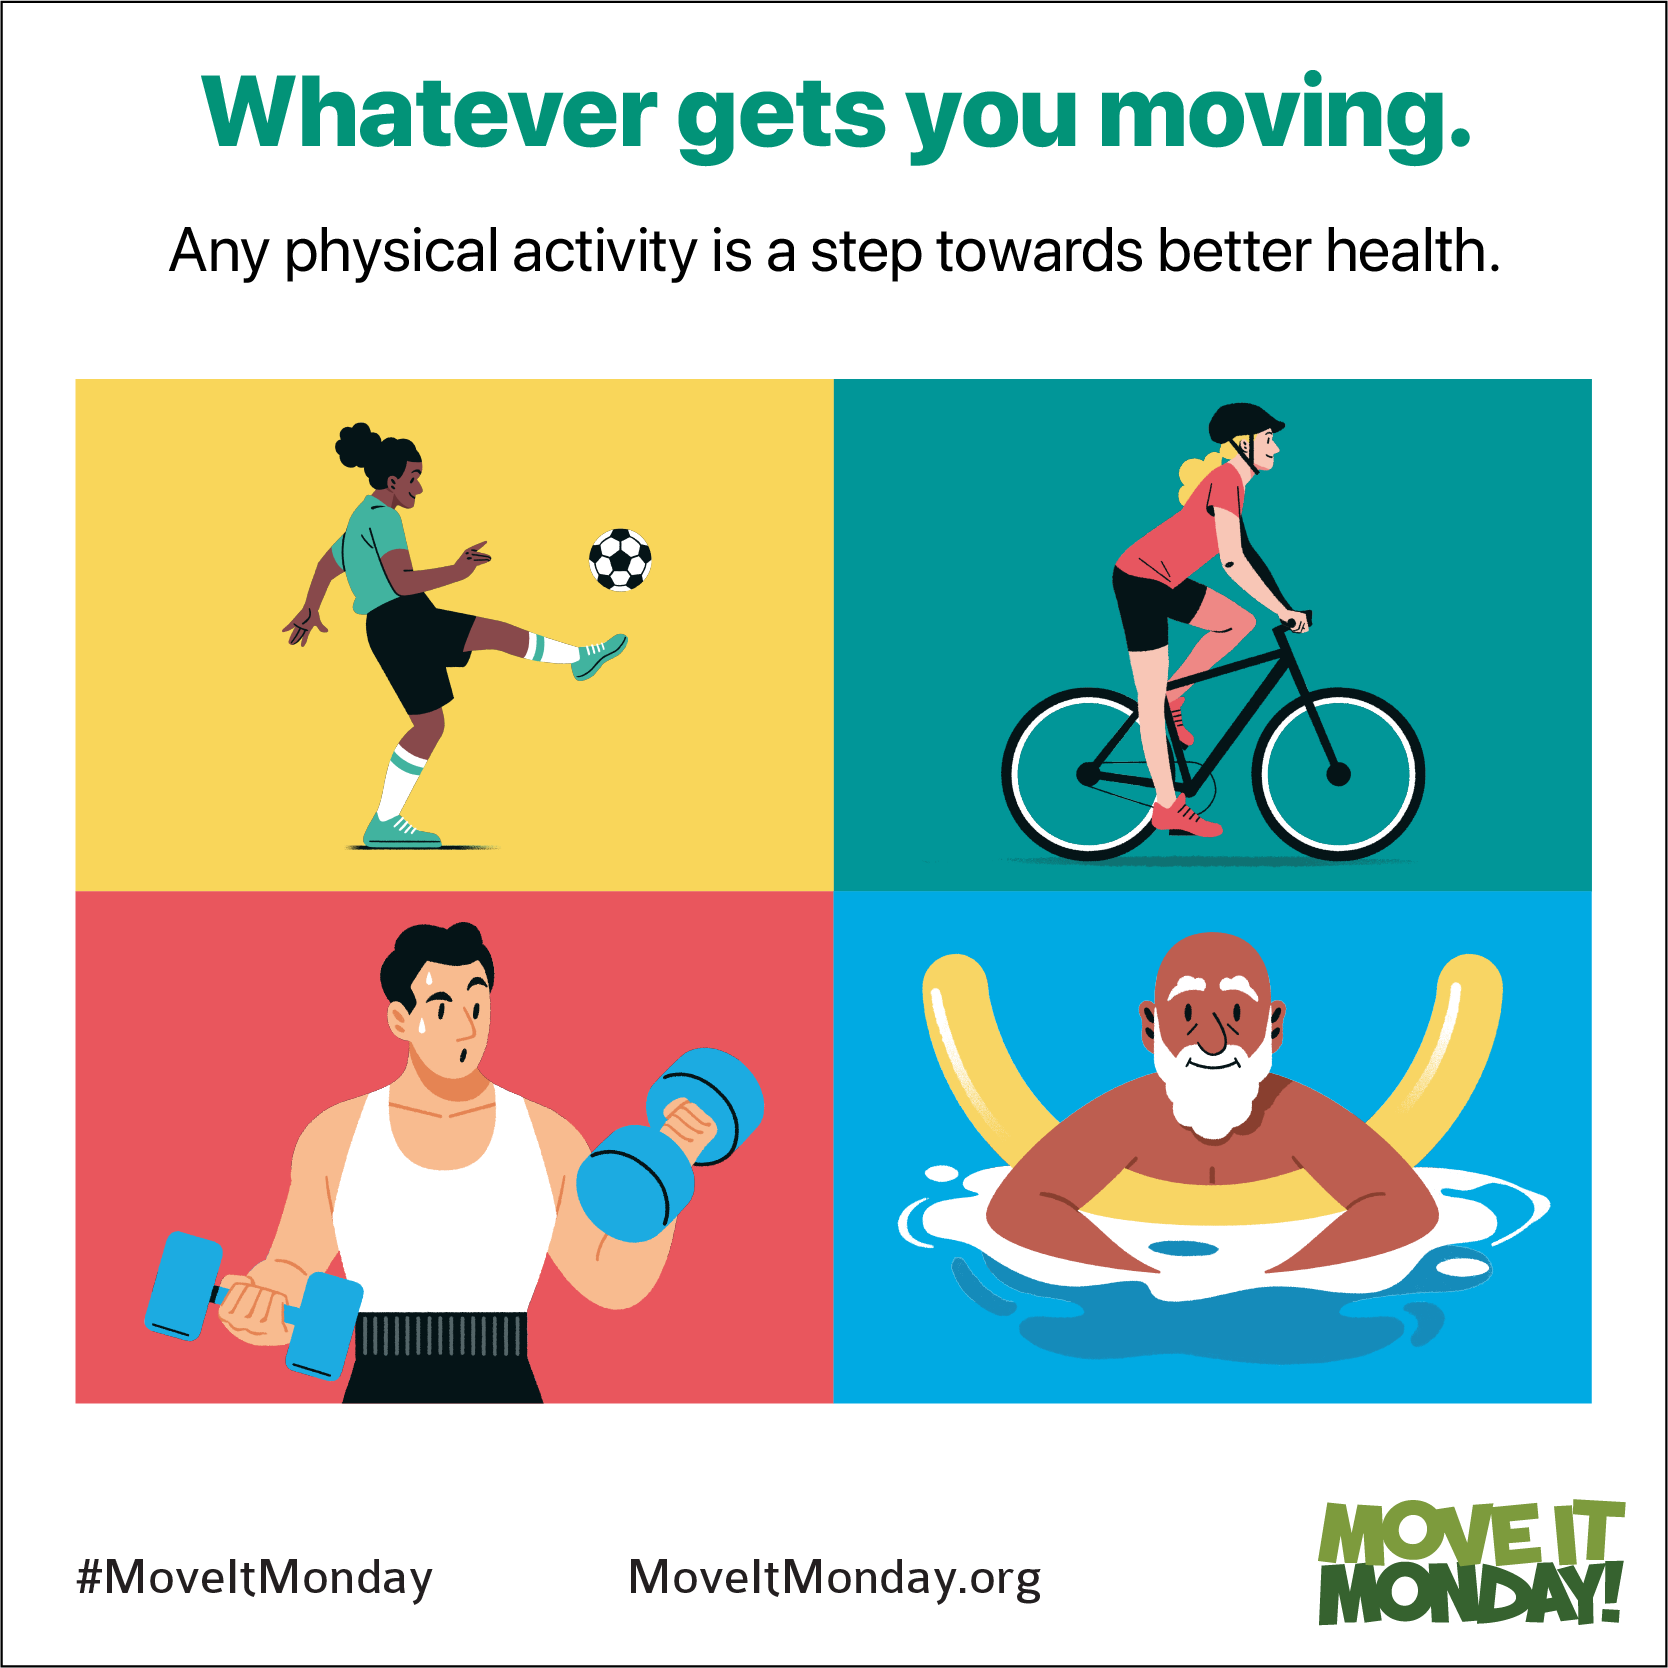 Whatever gets you moving.
Any physical activity is a step towards better health.
#MoveItMonday
MoveItMonday.org
MOVE IT
MONDAY!